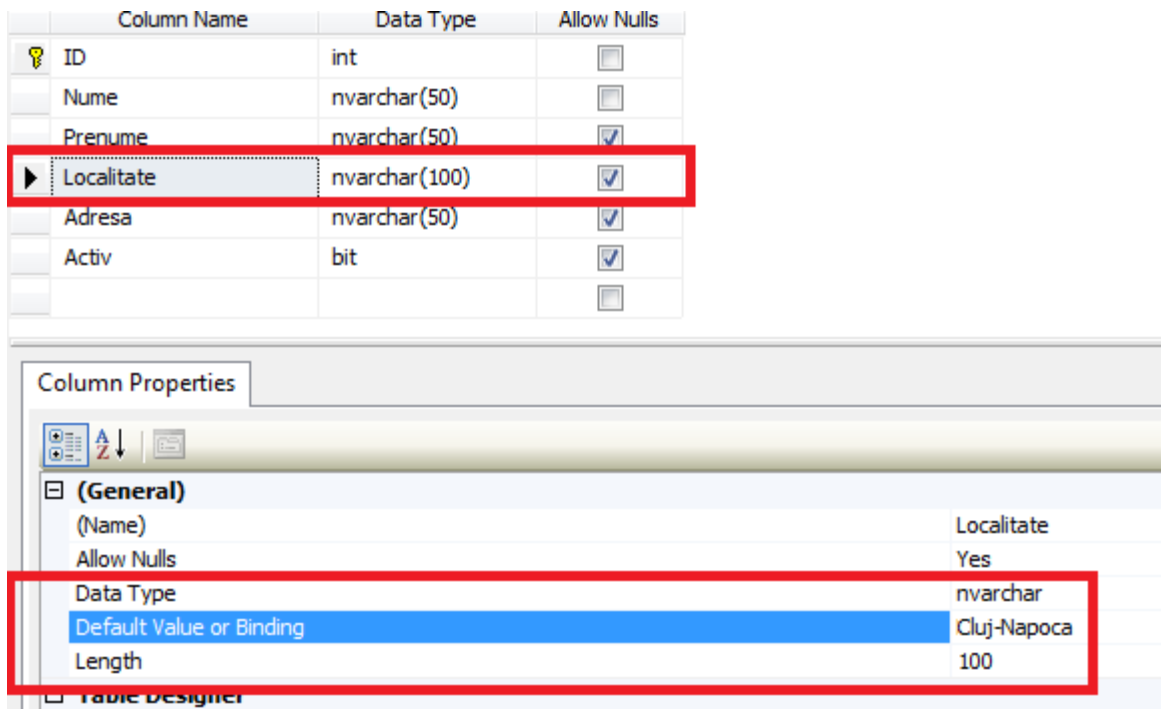 Column Name Data Type Allow Nulls
ID int
Nume nvarchar(50)
Prenume nvarchar(50)
Localitate nvarchar(100)
Adresa nvarchar(50)
Activ bit
Column Properties
A
Z
(General)
(Name) Localitate
Allow Nulls Yes
Data Type nvarchar
Default Value or Binding Cluj-Napoca
Length 100
Table Designer